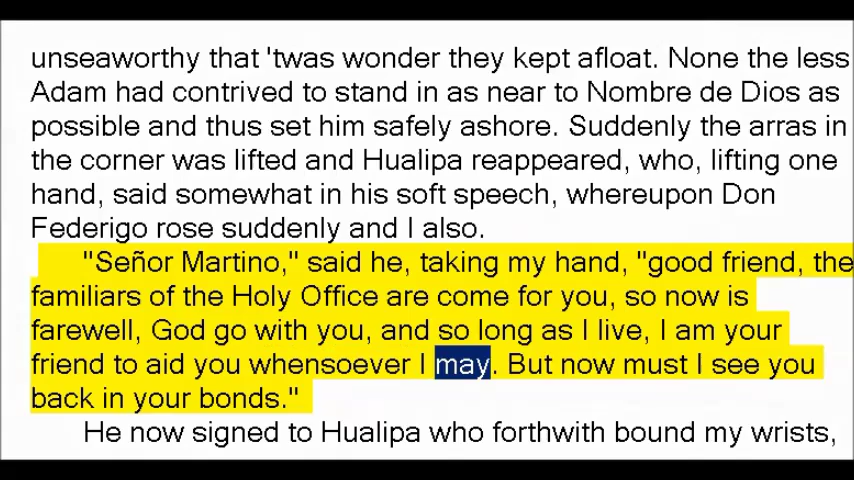 unseaworthy that 'twas wonder they kept afloat. None the less
Adam had contrived to stand in as near to Nombre de Dios as
possible and thus set him safely ashore. Suddenly the arras in
the corner was lifted and Hualipa reappeared, who, lifting one
hand, said somewhat in his soft speech, whereupon Don
Federigo rose suddenly and I also.
"Señor Martino," said he, taking my hand, "good friend, the
familiars of the Holy Office are come for you, so now is
farewell, God go with you, and so long as I live, I am your
friend to aid you whensoever I may. But now must I see you
back in your bonds."
He now signed to Hualipa who forthwith bound my wrists,